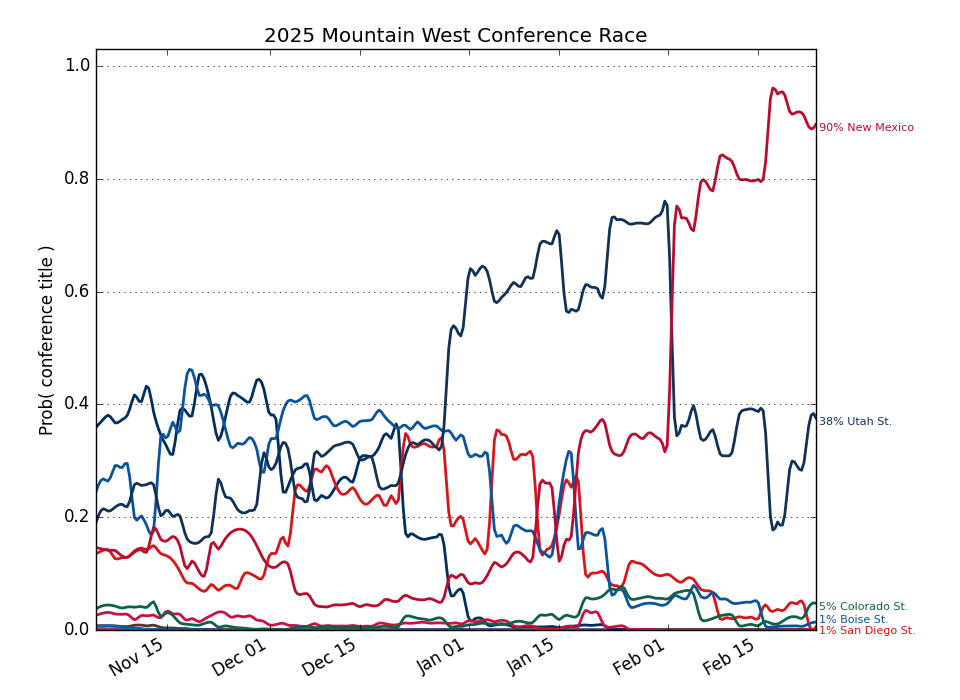 2025 Mountain West Conference Race
Prob( conference title )
1.0
0.8
0.6
0.4
0.2
0.0
Nov 15
Dec 01
Dec 15
Jan 01
Jan 15
Feb 01
Feb 15
90% New Mexico
38% Utah St.
5% Colorado St.
1% Boise St.
1% San Diego St.